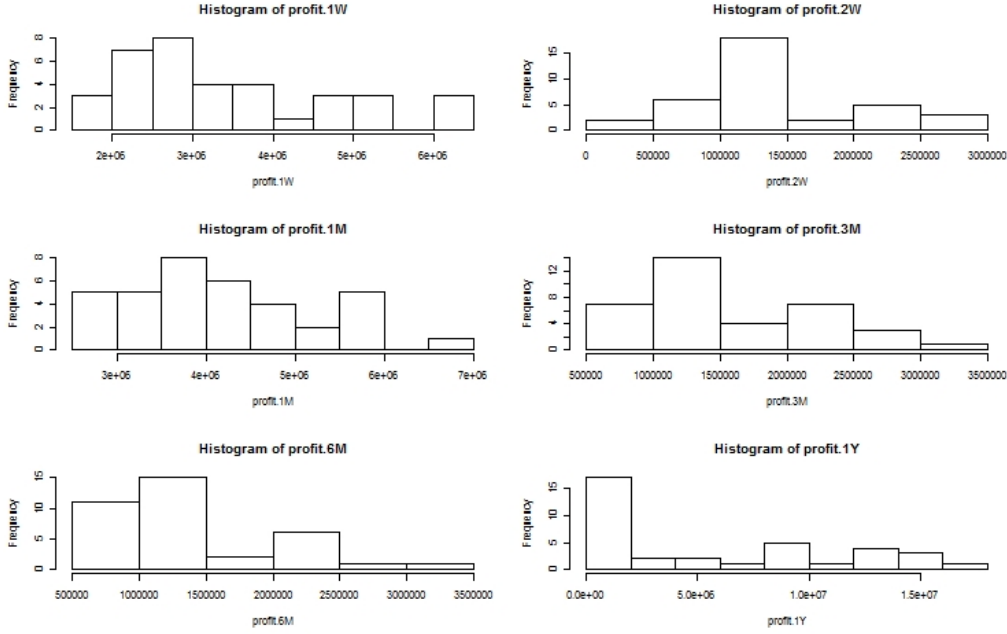 Histogram of profit.1W
Frequency
0 2 4 6 8
2e+06 3e+06 4e+06 5e+06 6e+06
profit.1W
Histogram of profit.2W
Frequency
0 5 10 15
0 500000 1000000 1500000 2000000 2500000 3000000
profit.2W
Histogram of profit.1M
Frequency
0 2 4 6 8
3e+06 4e+06 5e+06 6e+06 7e+06
profit.1M
Histogram of profit.3M
Frequency
0 4 8 12
500000 1000000 1500000 2000000 2500000 3000000 3500000
profit.3M
Histogram of profit.6M
Frequency
0 5 10 15
500000 1000000 1500000 2000000 2500000 3000000 3500000
profit.6M
Histogram of profit.1Y
Frequency
0 5 10 15
0.0e+00 5.0e+06 1.0e+07 1.5e+07
profit.1Y